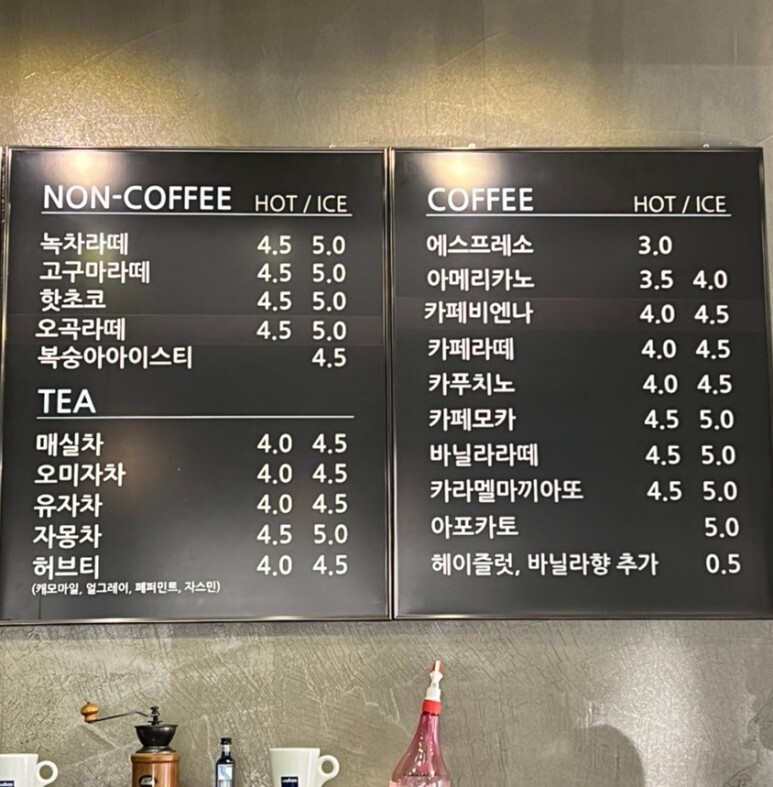 NON-COFFEE HOT / ICE
녹차라떼 4.5 5.0
고구마라떼 4.5 5.0
핫초코 4.5 5.0
오곡라떼 4.5 5.0
복숭아아이스티 4.5
TEA
매실차 4.0 4.5
오미자차 4.0 4.5
유자차 4.0 4.5
자몽차 4.5 5.0
허브티 4.0 4.5
(캐모마일, 얼그레이, 페퍼민트, 자스민)
COFFEE HOT / ICE
에스프레소 3.0
아메리카노 3.5 4.0
카페비엔나 4.0 4.5
카페라떼 4.0 4.5
카푸치노 4.0 4.5
카페모카 4.5 5.0
바닐라라떼 4.5 5.0
카라멜마끼아또 4.5 5.0
아포카토 5.0
헤이즐럿, 바닐라향 추가 0.5